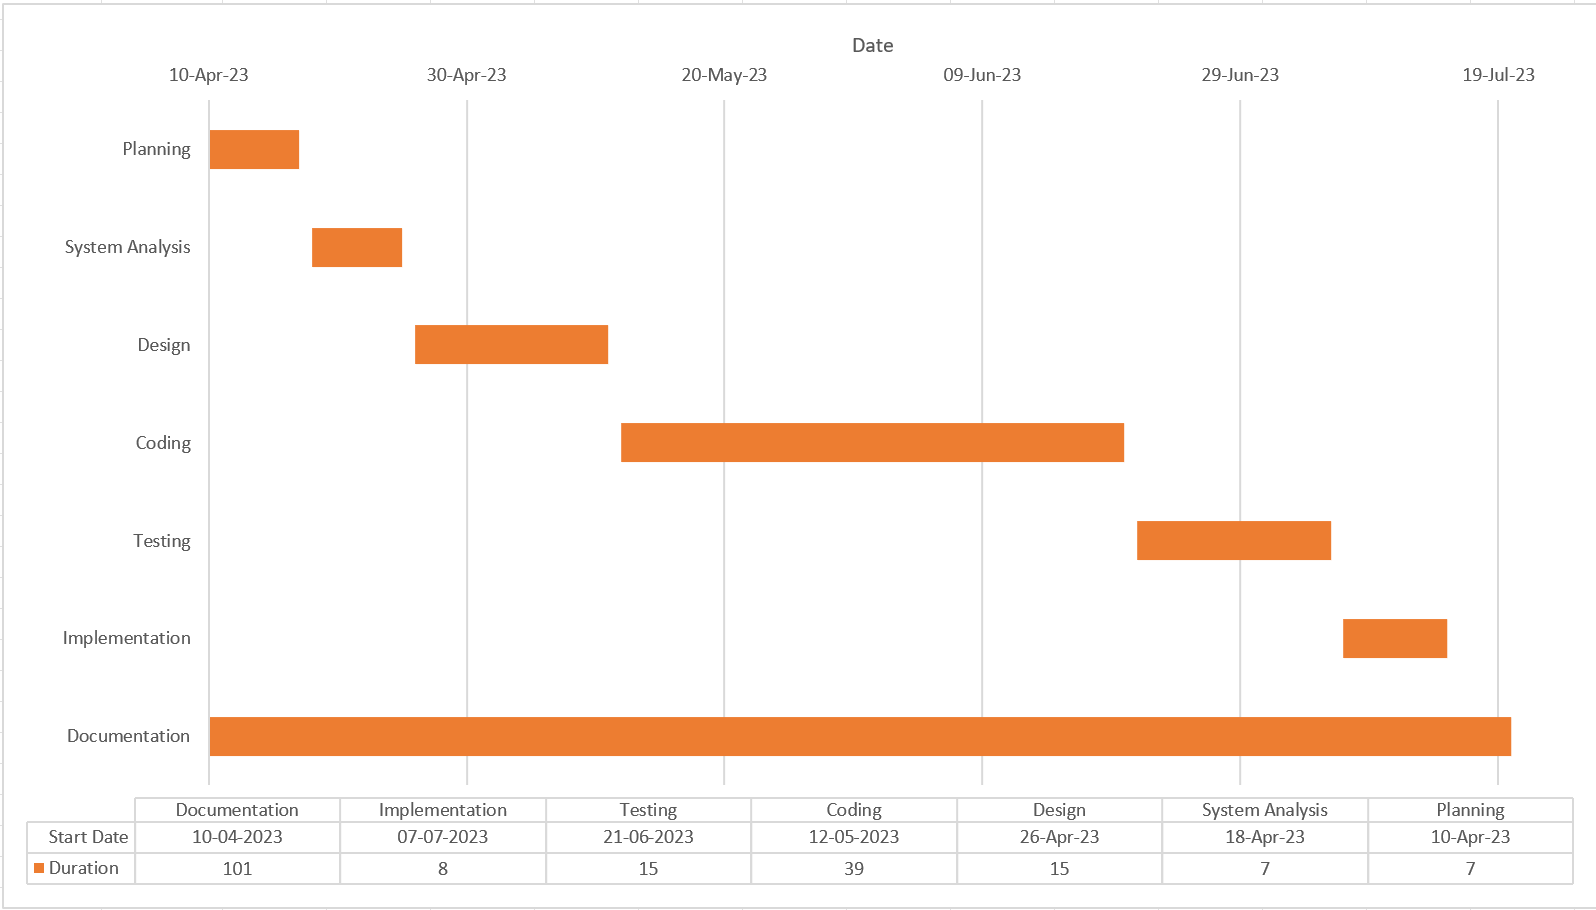 Date
10-Apr-23 30-Apr-23 20-May-23 09-Jun-23 29-Jun-23 19-Jul-23
Planning
System Analysis
Design
Coding
Testing
Implementation
Documentation
Documentation Implementation Testing Coding Design System Analysis Planning
Start Date 10-04-2023 07-07-2023 21-06-2023 12-05-2023 26-Apr-23 18-Apr-23 10-Apr-23
Duration 101 8 15 39 15 7 7